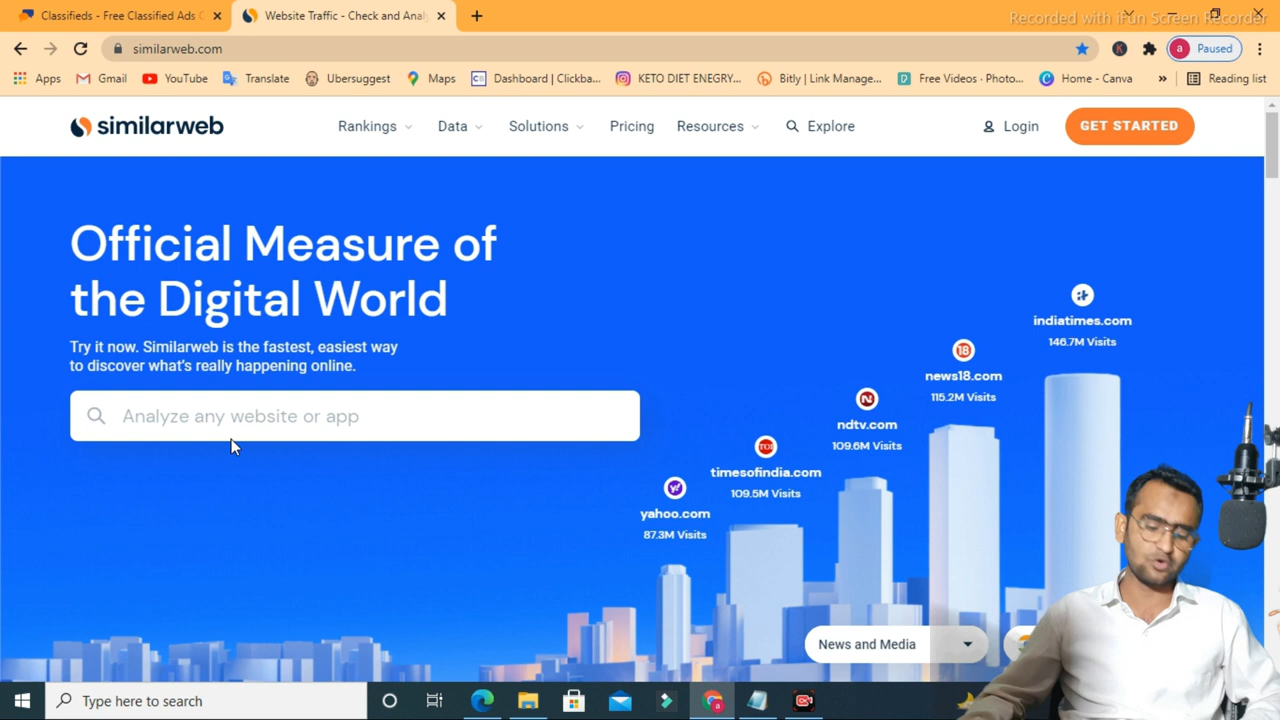 Classifieds - Free Classified Ads
Website Traffic - Check and Anal
Recorded with iFun Screen Recorder
similarweb.com
a Paused
Apps
Gmail
YouTube
Translate
Ubersuggest
Maps
Dashboard | Clickba...
KETO DIET ENEGRY...
Bitly | Link Manage...
Free Videos · Photo...
Home - Canva
»
Reading list
similarweb
Rankings
Data
Solutions
Pricing
Resources
Explore
Login
GET STARTED
Official Measure of
the Digital World
Try it now. Similarweb is the fastest, easiest way
to discover what's really happening online.
Analyze any website or app
indiatimes.com
146.7M Visits
18
news18.com
115.2M Visits
N
ndtv.com
109.6M Visits
TOI
timesofindia.com
109.5M Visits
y!
yahoo.com
87.3M Visits
News and Media
Type here to search